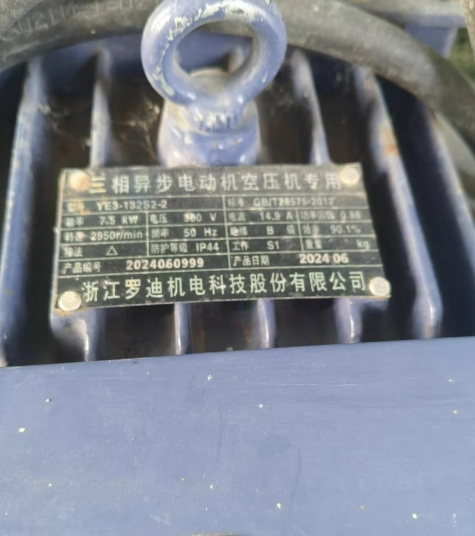 三相异步电动机空压机专用
型号 YE3-132S2-2 标号 GB/T28575-2012
功率 7.5 kW 电压 380 V 电流 14.9 A 功率因数 0.88
转速 2950r/min 频率 50 Hz 绝缘 B 级 效率 90.1%
接法 △ 防护等级 IP44 工作 S1 重量 kg
产品编号 2024060999 产品日期 2024 06
浙江罗迪机电科技股份有限公司